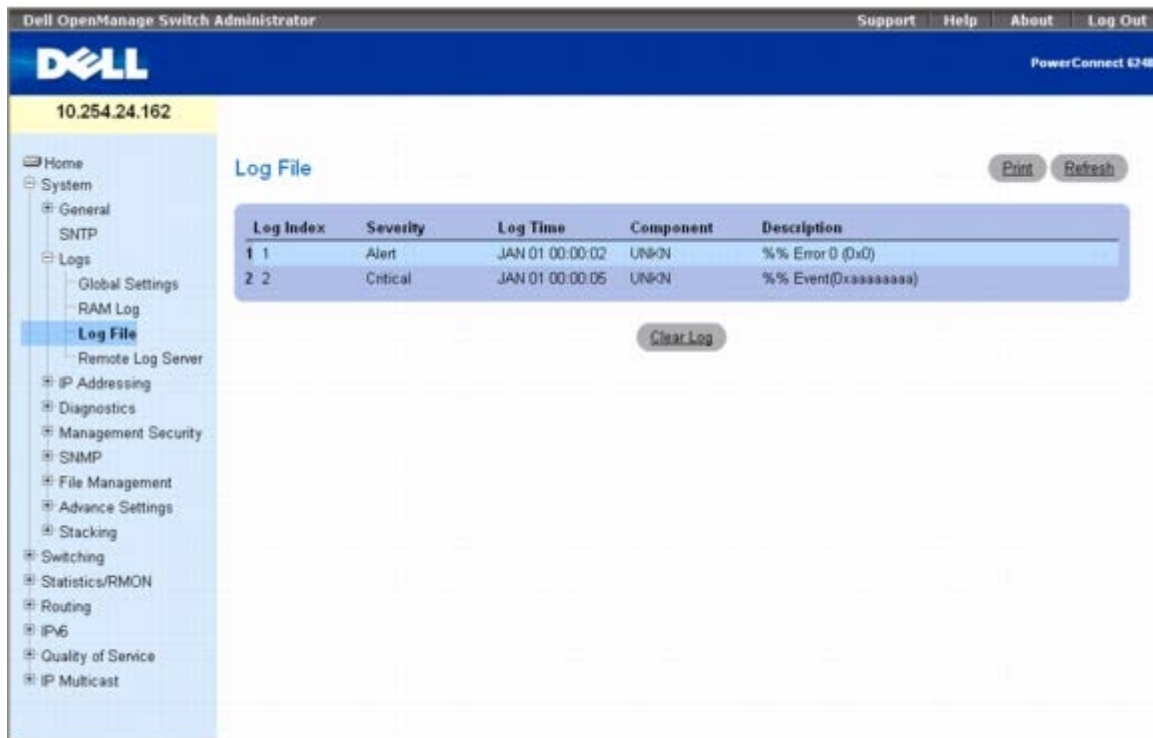 Dell OpenManage Switch Administrator Support Help About Log Out
DELL
PowerConnect 6248
10.254.24.162
Home
System
General
SNTP
Logs
Global Settings
RAM Log
Log File
Remote Log Server
IP Addressing
Diagnostics
Management Security
SNMP
File Management
Advance Settings
Stacking
Switching
Statistics/RMON
Routing
IPv6
Quality of Service
IP Multicast
Log File
Print Refresh
Log Index Severity Log Time Component Description
1 1 Alert JAN 01 00:00:02 UNKN %% Error 0 (0x0)
2 2 Critical JAN 01 00:00:05 UNKN %% Event(0xaaaaaaaa)
Clear Log